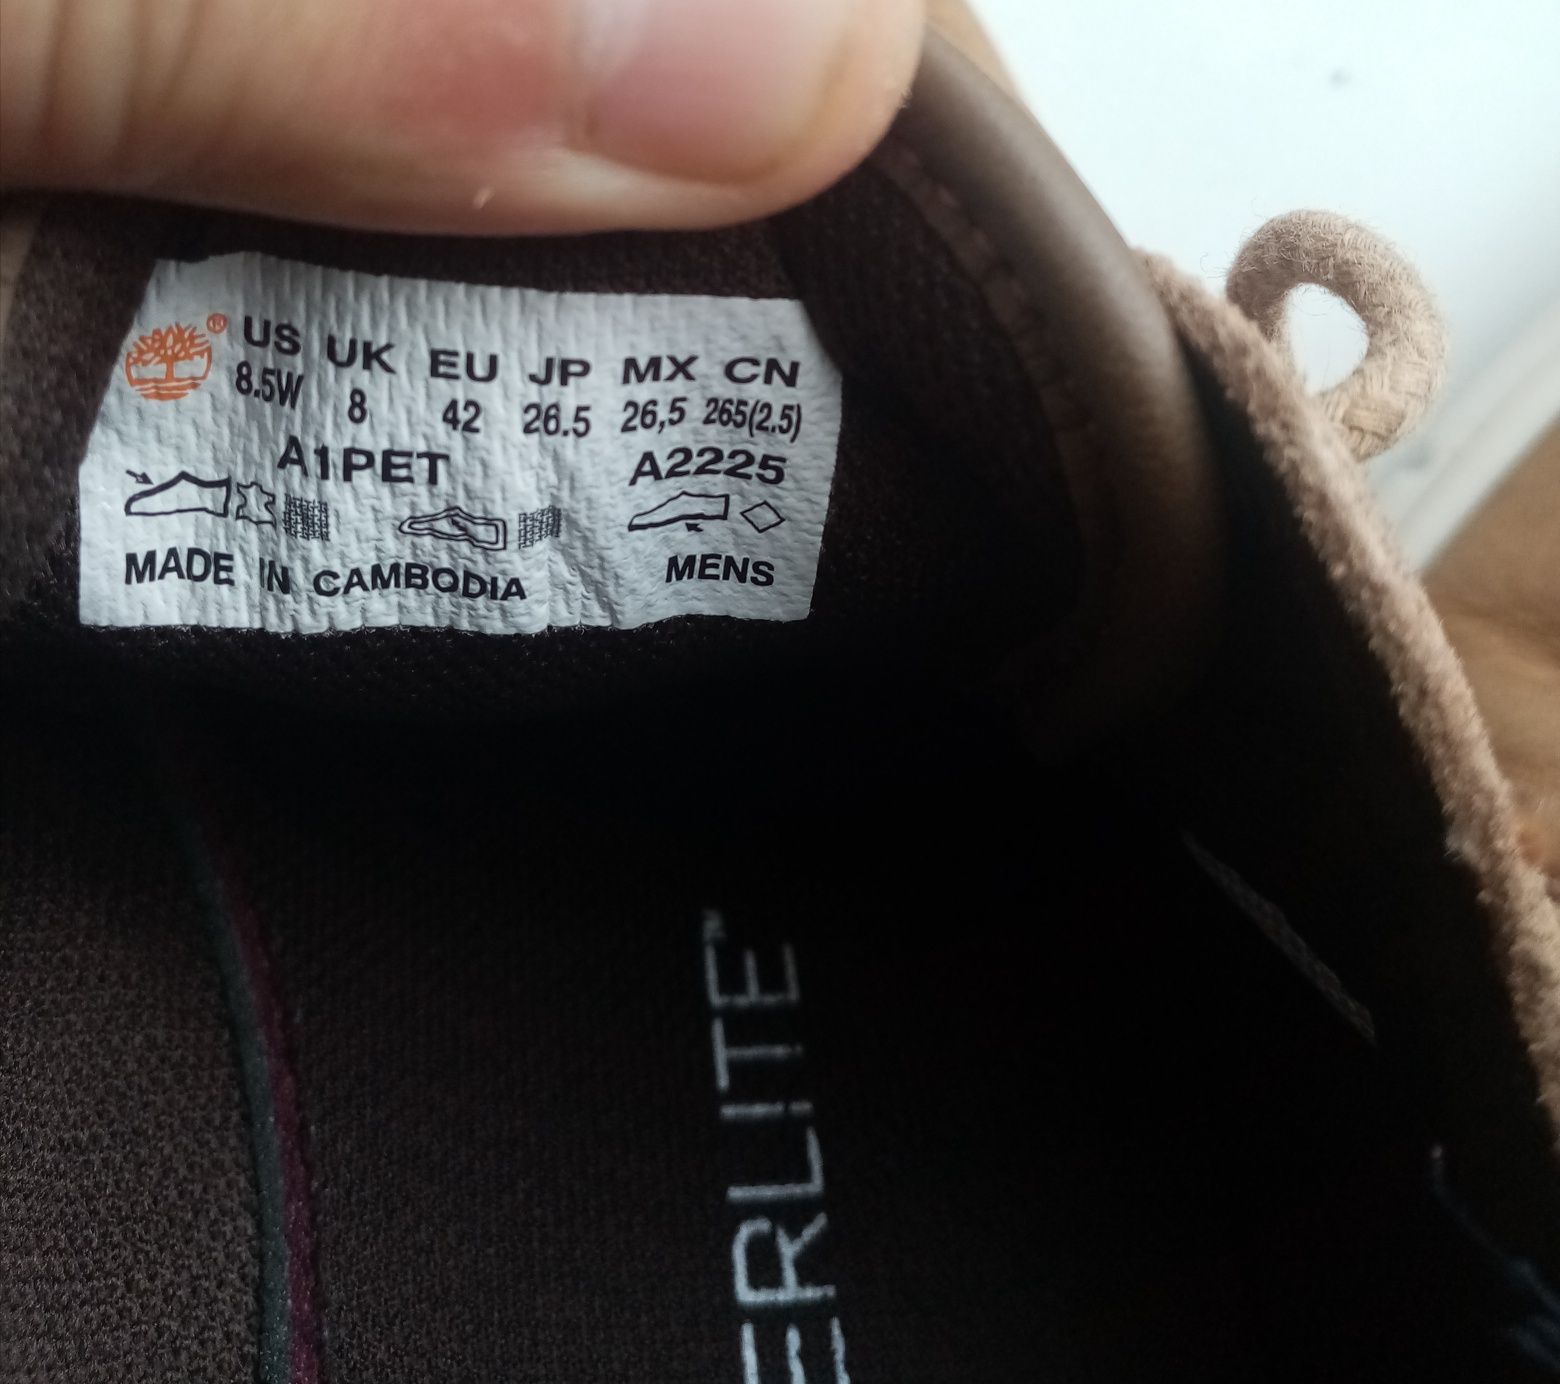 ® US UK EU JP MX CN
8.5W 8 42 26.5 26,5 265(2.5)
A1PET A2225
MADE IN CAMBODIA MENS
ERLITE™